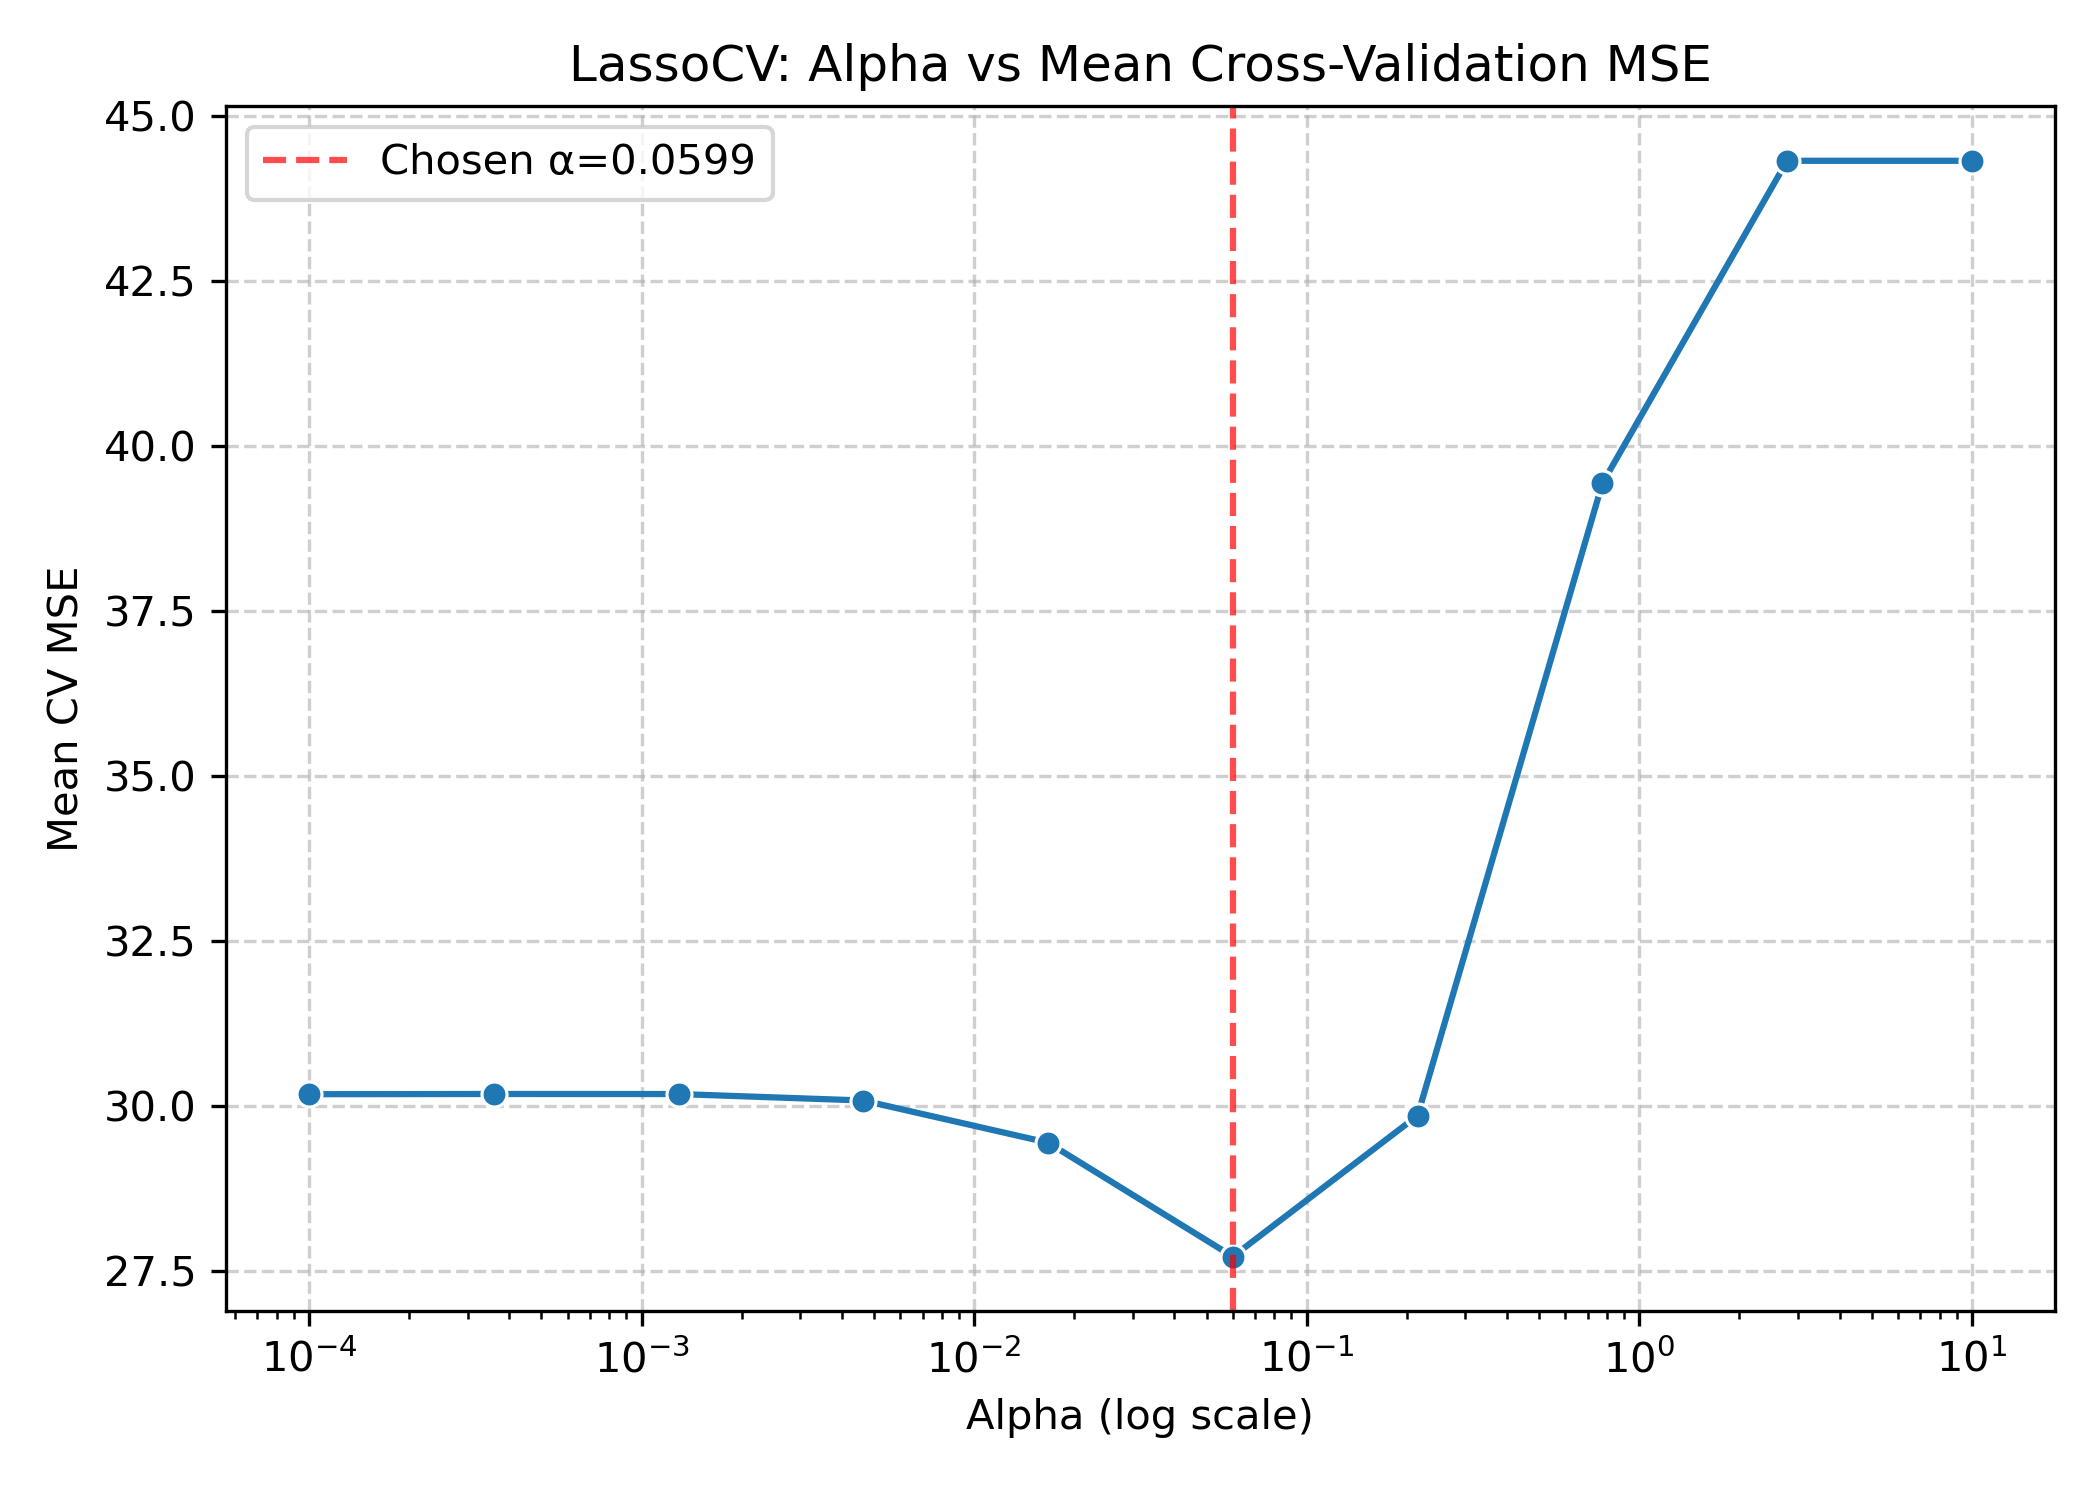 LassoCV: Alpha vs Mean Cross-Validation MSE
45.0
42.5
40.0
37.5
35.0
32.5
30.0
27.5
Mean CV MSE
Chosen α=0.0599
10⁻⁴ 10⁻³ 10⁻² 10⁻¹ 10⁰ 10¹
Alpha (log scale)